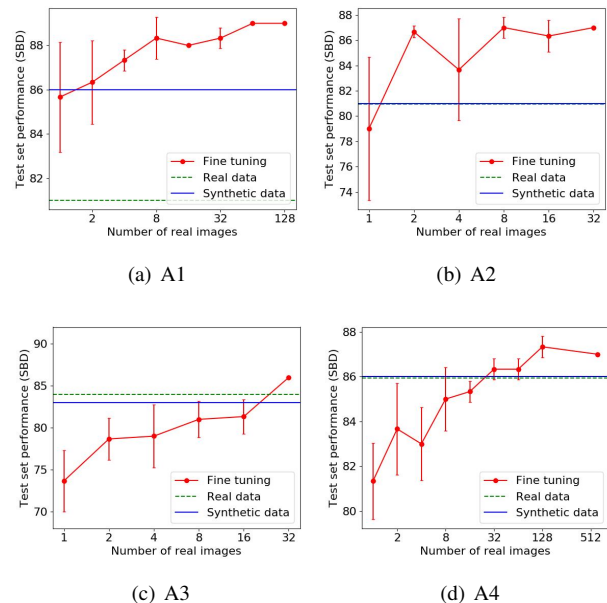 88
86
84
81
Test set performance (SBD)
Fine tuning
Real data
Synthetic data
2 8 32 128
Number of real images
(a) A1
86
84
82
80
78
76
74
Test set performance (SBD)
Fine tuning
Real data
Synthetic data
1 2 4 8 16 32
Number of real images
(b) A2
90
85
80
75
70
Test set performance (SBD)
Fine tuning
Real data
Synthetic data
1 2 4 8 16 32
Number of real images
(c) A3
88
86
84
82
81
80
Test set performance (SBD)
Fine tuning
Real data
Synthetic data
2 8 32 128 512
Number of real images
(d) A4